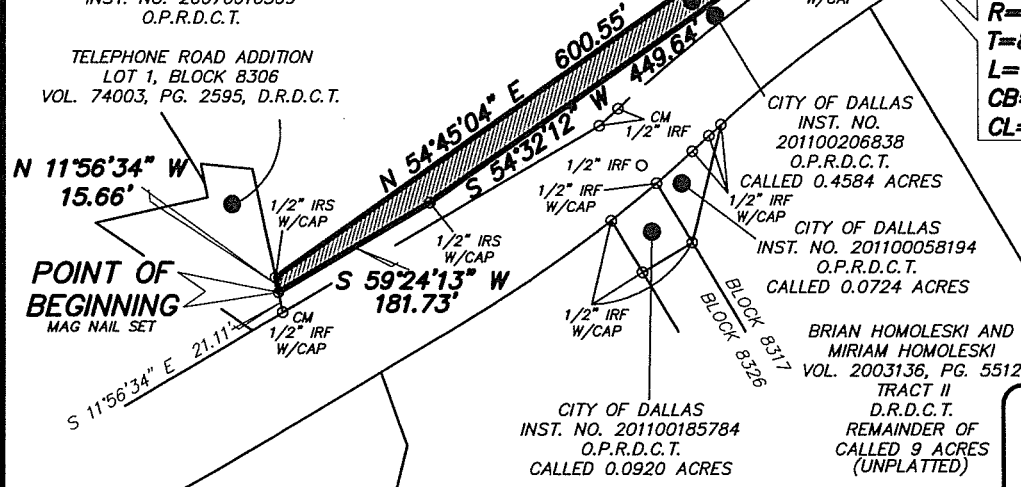 O.P.R.D.C.T.
TELEPHONE ROAD ADDITION
LOT 1, BLOCK 8306
VOL. 74003, PG. 2595, D.R.D.C.T.
N 11°56'34" W
15.66'
1/2" IRS
W/CAP
POINT OF
BEGINNING
MAG NAIL SET
CM
1/2" IRF
W/CAP
S 11°56'34" E 21.11'
N 54°45'04" E 600.55'
S 54°32'12" W 449.64'
1/2" IRS
W/CAP
S 59°24'13" W
181.73'
CM
1/2" IRF
1/2" IRF
1/2" IRF
W/CAP
W/CAP
R=
L=
CB=
CL=
CITY OF DALLAS
INST. NO.
201100206838
O.P.R.D.C.T.
CALLED 0.4584 ACRES
1/2" IRF
W/CAP
CITY OF DALLAS
INST. NO. 201100058194
O.P.R.D.C.T.
CALLED 0.0724 ACRES
1/2" IRF
W/CAP
BLOCK 8317
BLOCK 8326
BRIAN HOMOLESKI AND
MIRIAM HOMOLESKI
VOL. 2003136, PG. 5512
TRACT II
D.R.D.C.T.
REMAINDER OF
CALLED 9 ACRES
(UNPLATTED)
CITY OF DALLAS
INST. NO. 201100185784
O.P.R.D.C.T.
CALLED 0.0920 ACRES